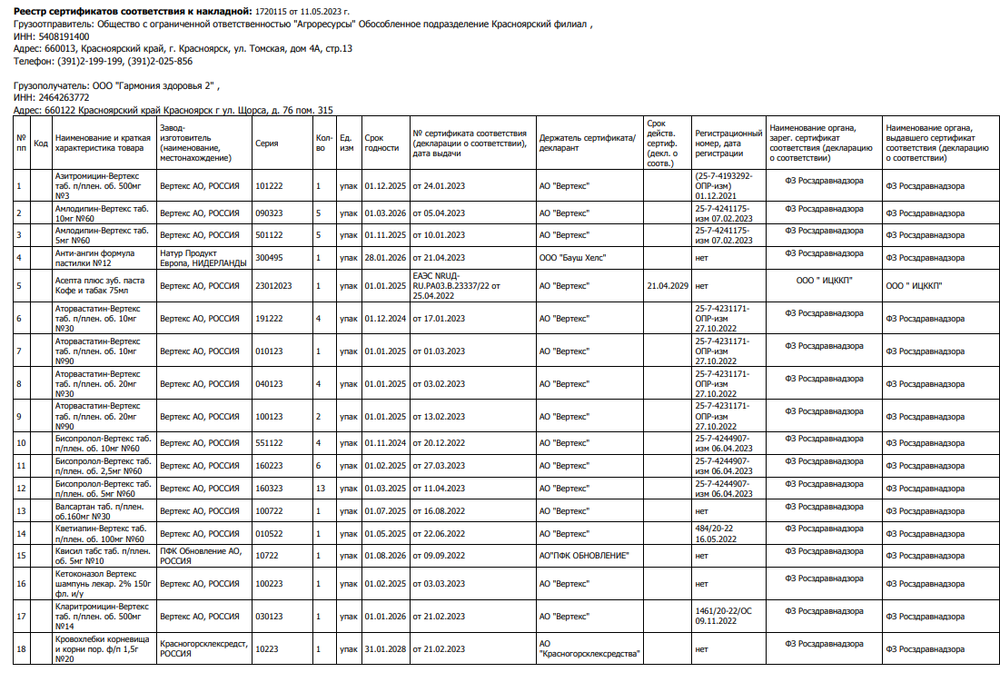 Реестр сертификатов соответствия к накладной: 1720115 от 11.05.2023 г.
Грузоотправитель: Общество с ограниченной ответственностью "Агроресурсы" Обособленное подразделение Красноярский филиал ,
ИНН: 5408191400
Адрес: 660013, Красноярский край, г. Красноярск, ул. Томская, дом 4А, стр.13
Телефон: (391)2-199-199, (391)2-025-856
Грузополучатель: ООО "Гармония здоровья 2" ,
ИНН: 2464263772
Адрес: 660122 Красноярский край Красноярск г ул. Щорса, д. 76 пом. 315
№ пп Код Наименование и краткая характеристика товара Завод-изготовитель (наименование, местонахождение) Серия Кол-во Ед. изм Срок годности № сертификата соответствия (декларации о соответствии), дата выдачи Держатель сертификата/декларант Срок действ. сертиф. (декл. о соотв.) Регистрационный номер, дата регистрации Наименование органа, зарег. сертификат соответствия (декларацию о соответствии) Наименование органа, выдавшего сертификат соответствия (декларацию о соответствии)
1 Азитромицин-Вертекс таб. п/плен. об. 500мг №3 Вертекс АО, РОССИЯ 101222 1 упак 01.12.2025 от 24.01.2023 АО "Вертекс" (25-7-4193292-ОПР-изм) 01.12.2021 ФЗ Росздравнадзора ФЗ Росздравнадзора
2 Амлодипин-Вертекс таб. 10мг №60 Вертекс АО, РОССИЯ 090323 5 упак 01.03.2026 от 05.04.2023 АО "Вертекс" 25-7-4241175-изм 07.02.2023 ФЗ Росздравнадзора ФЗ Росздравнадзора
3 Амлодипин-Вертекс таб. 5мг №60 Вертекс АО, РОССИЯ 501122 5 упак 01.11.2025 от 10.01.2023 АО "Вертекс" 25-7-4241175-изм 07.02.2023 ФЗ Росздравнадзора ФЗ Росздравнадзора
4 Анти-ангин формула пастилки №12 Натур Продукт Европа, НИДЕРЛАНДЫ 300495 1 упак 28.01.2026 от 21.04.2023 ООО "Бауш Хелс" нет ФЗ Росздравнадзора ФЗ Росздравнадзора
5 Асепта плюс зуб. паста Кофе и табак 75мл Вертекс АО, РОССИЯ 23012023 1 упак 01.01.2025 ЕАЭС NRUД-RU.РА03.В.23337/22 от 25.04.2022 АО "Вертекс" 21.04.2029 нет ООО " ИЦККП" ООО " ИЦККП"
6 Аторвастатин-Вертекс таб. п/плен. об. 10мг №30 Вертекс АО, РОССИЯ 191222 4 упак 01.12.2024 от 17.01.2023 АО "Вертекс" 25-7-4231171-ОПР-изм 27.10.2022 ФЗ Росздравнадзора ФЗ Росздравнадзора
7 Аторвастатин-Вертекс таб. п/плен. об. 10мг №90 Вертекс АО, РОССИЯ 010123 1 упак 01.01.2025 от 01.03.2023 АО "Вертекс" 25-7-4231171-ОПР-изм 27.10.2022 ФЗ Росздравнадзора ФЗ Росздравнадзора
8 Аторвастатин-Вертекс таб. п/плен. об. 20мг №30 Вертекс АО, РОССИЯ 040123 4 упак 01.01.2025 от 03.02.2023 АО "Вертекс" 25-7-4231171-ОПР-изм 27.10.2022 ФЗ Росздравнадзора ФЗ Росздравнадзора
9 Аторвастатин-Вертекс таб. п/плен. об. 20мг №90 Вертекс АО, РОССИЯ 100123 2 упак 01.01.2025 от 13.02.2023 АО "Вертекс" 25-7-4231171-ОПР-изм 27.10.2022 ФЗ Росздравнадзора ФЗ Росздравнадзора
10 Бисопролол-Вертекс таб. п/плен. об. 10мг №60 Вертекс АО, РОССИЯ 551122 4 упак 01.11.2024 от 20.12.2022 АО "Вертекс" 25-7-4244907-изм 06.04.2023 ФЗ Росздравнадзора ФЗ Росздравнадзора
11 Бисопролол-Вертекс таб. п/плен. об. 2,5мг №60 Вертекс АО, РОССИЯ 160223 6 упак 01.02.2025 от 27.03.2023 АО "Вертекс" 25-7-4244907-изм 06.04.2023 ФЗ Росздравнадзора ФЗ Росздравнадзора
12 Бисопролол-Вертекс таб. п/плен. об. 5мг №60 Вертекс АО, РОССИЯ 160323 13 упак 01.03.2025 от 11.04.2023 АО "Вертекс" 25-7-4244907-изм 06.04.2023 ФЗ Росздравнадзора ФЗ Росздравнадзора
13 Валсартан таб. п/плен. об.160мг №30 Вертекс АО, РОССИЯ 100722 1 упак 01.07.2025 от 16.08.2022 АО "Вертекс" нет ФЗ Росздравнадзора ФЗ Росздравнадзора
14 Кветиапин-Вертекс таб. п/плен. об. 100мг №60 Вертекс АО, РОССИЯ 010522 1 упак 01.05.2025 от 22.06.2022 АО "Вертекс" 484/20-22 16.05.2022 ФЗ Росздравнадзора ФЗ Росздравнадзора
15 Квисил табс таб. п/плен. об. 5мг №10 ПФК Обновление АО, РОССИЯ 10722 1 упак 01.08.2026 от 09.09.2022 АО"ПФК ОБНОВЛЕНИЕ" нет ФЗ Росздравнадзора ФЗ Росздравнадзора
16 Кетоконазол Вертекс шампунь лекар. 2% 150г фл. и/у Вертекс АО, РОССИЯ 100223 1 упак 01.02.2025 от 03.03.2023 АО "Вертекс" нет ФЗ Росздравнадзора ФЗ Росздравнадзора
17 Кларитромицин-Вертекс таб. п/плен. об. 500мг №14 Вертекс АО, РОССИЯ 030123 1 упак 01.01.2026 от 21.02.2023 АО "Вертекс" 1461/20-22/ОС 09.11.2022 ФЗ Росздравнадзора ФЗ Росздравнадзора
18 Кровохлебки корневища и корни пор. ф/п 1,5г №20 Красногорсклексредст, РОССИЯ 10223 1 упак 31.01.2028 от 21.02.2023 АО "Красногорсклексредства" нет ФЗ Росздравнадзора ФЗ Росздравнадзора